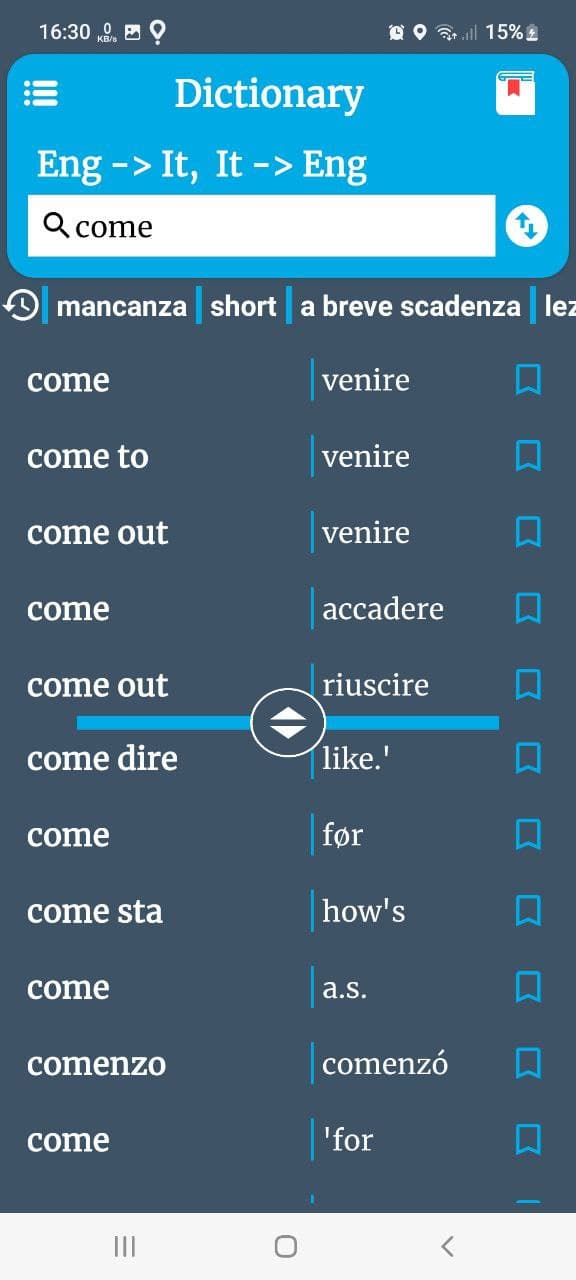 16:30 0 KB/s 15%
Dictionary
Eng -> It, It -> Eng
come
mancanza short a breve scadenza lez
come venire
come to venire
come out venire
come accadere
come out riuscire
come dire like.'
come før
come sta how's
come a.s.
comenzo comenzó
come 'for